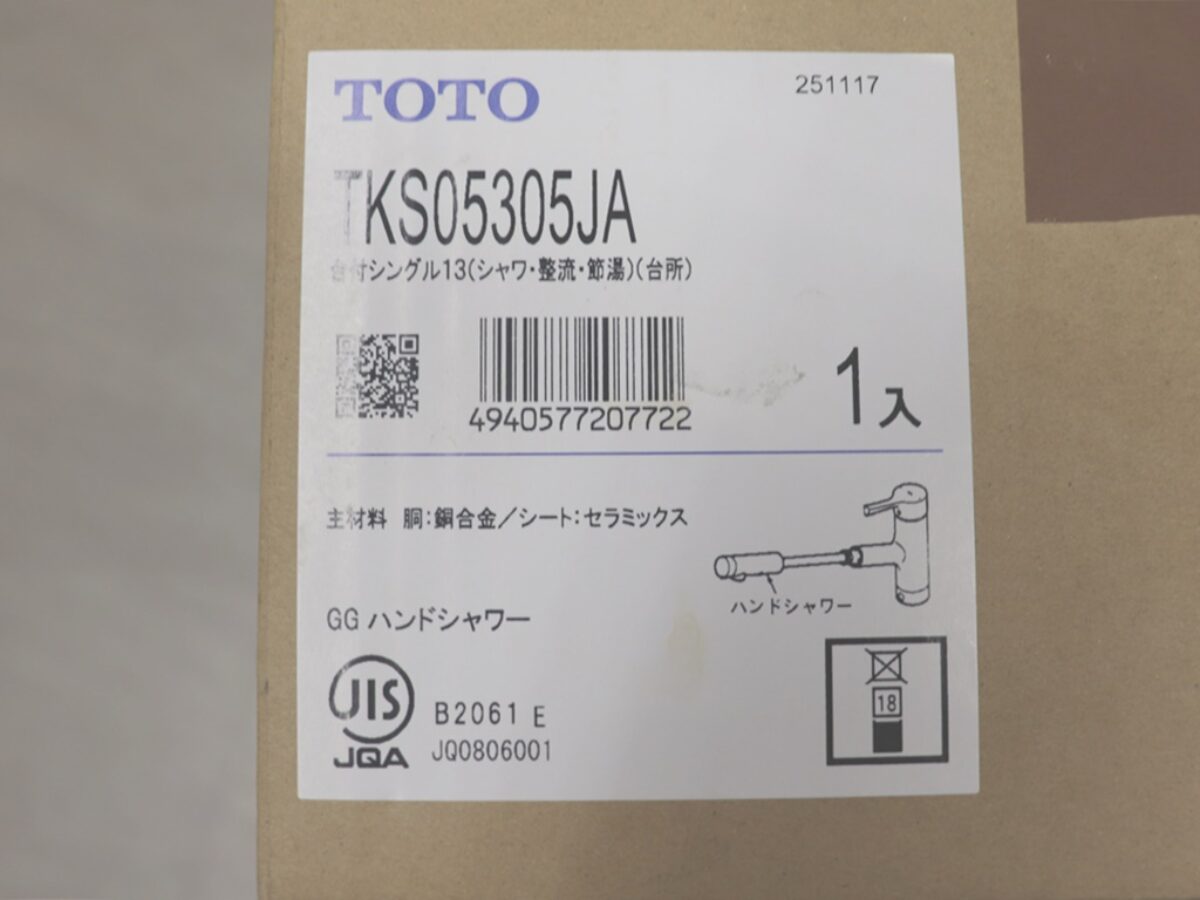 TOTO
251117
TKS05305JA
台付シングル13(シャワ・整流・節湯)(台所)
4940577207722
1入
主材料 胴:銅合金/シート:セラミックス
ハンドシャワー
GG ハンドシャワー
JIS
B2061 E
JQA
JQ0806001
18